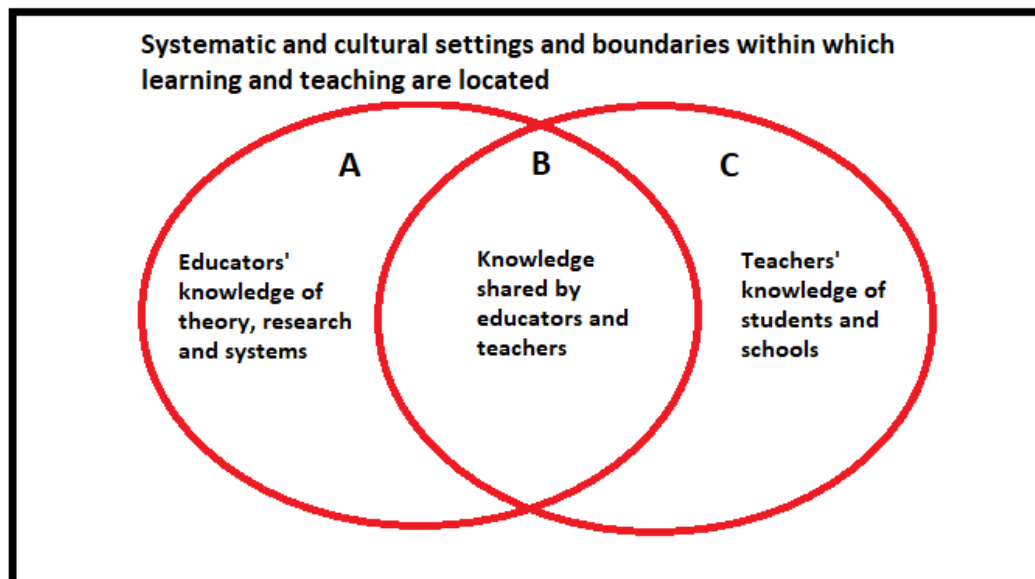 Systematic and cultural settings and boundaries within which
learning and teaching are located
A
B
C
Educators'
knowledge of
theory, research
and systems
Knowledge
shared by
educators and
teachers
Teachers'
knowledge of
students and
schools